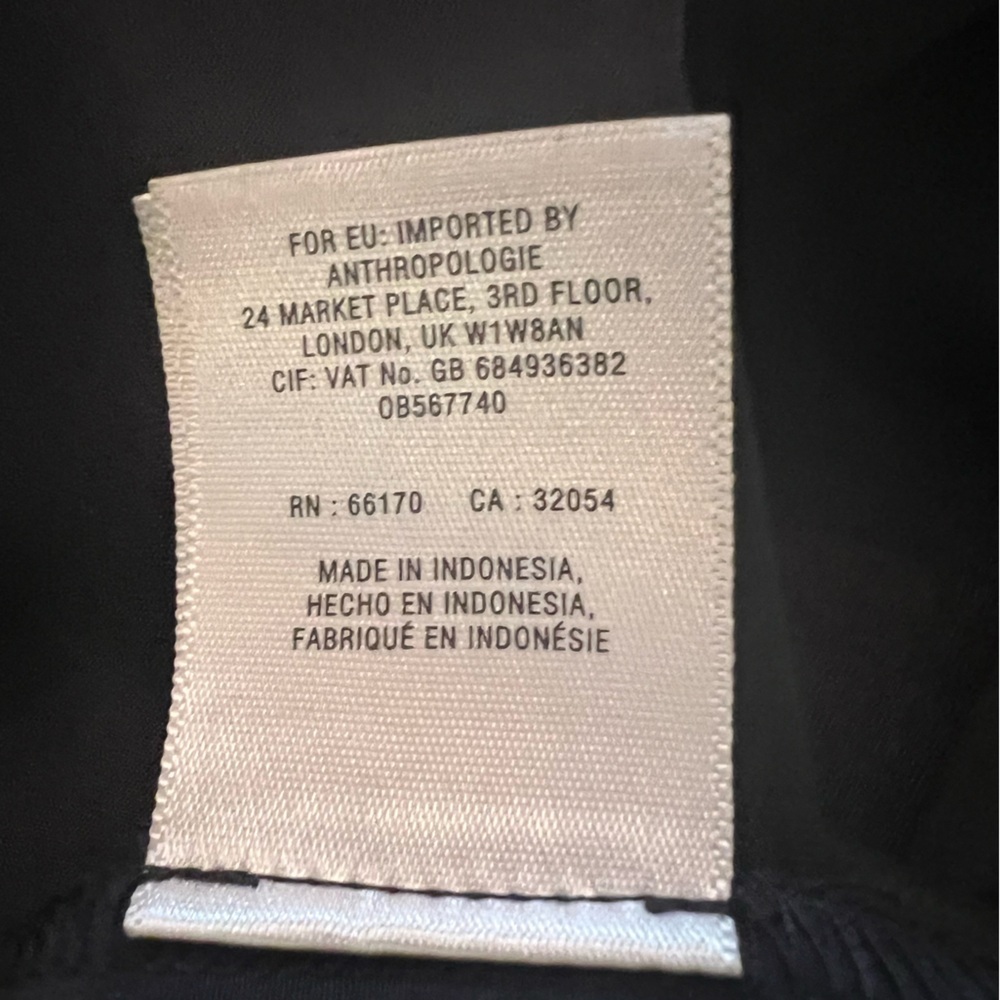 FOR EU: IMPORTED BY
ANTHROPOLOGIE
24 MARKET PLACE, 3RD FLOOR,
LONDON, UK W1W8AN
CIF: VAT No. GB 684936382
0B567740
RN : 66170 CA : 32054
MADE IN INDONESIA,
HECHO EN INDONESIA,
FABRIQUÉ EN INDONÉSIE